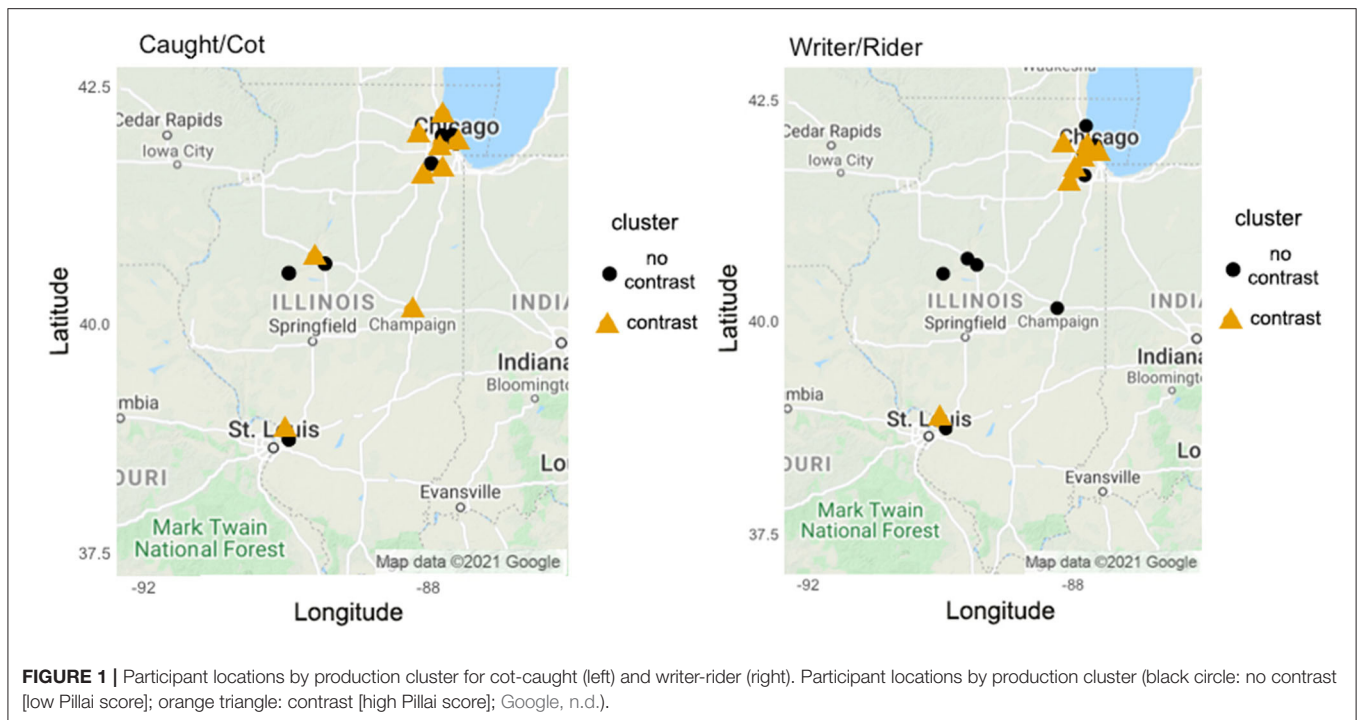 Caught/Cot
42.5
Cedar Rapids
Iowa City
Chicago
ILLINOIS
INDIA
Springfield
Champaign
40.0
Indiana
Bloomingto
mbia
St. Louis
OURI
Lo
Evansville
Mark Twain
National Forest
37.5
Map data ©2021 Google
-92
-88
Latitude
Longitude
cluster
no
contrast
contrast
Writer/Rider
Waukesha
42.5
Cedar Rapids
Iowa City
Chicago
ILLINOIS
INDI
Springfield
Champaign
40.0
Indiana
Bloomingto
mbia
St. Louis
OURI
Lo
Evansville
Mark Twain
National Forest
37.5
Map data ©2021 Google
-92
-88
Latitude
Longitude
cluster
no
contrast
contrast
FIGURE 1 | Participant locations by production cluster for cot-caught (left) and writer-rider (right). Participant locations by production cluster (black circle: no contrast
[low Pillai score]; orange triangle: contrast [high Pillai score]; Google, n.d.).